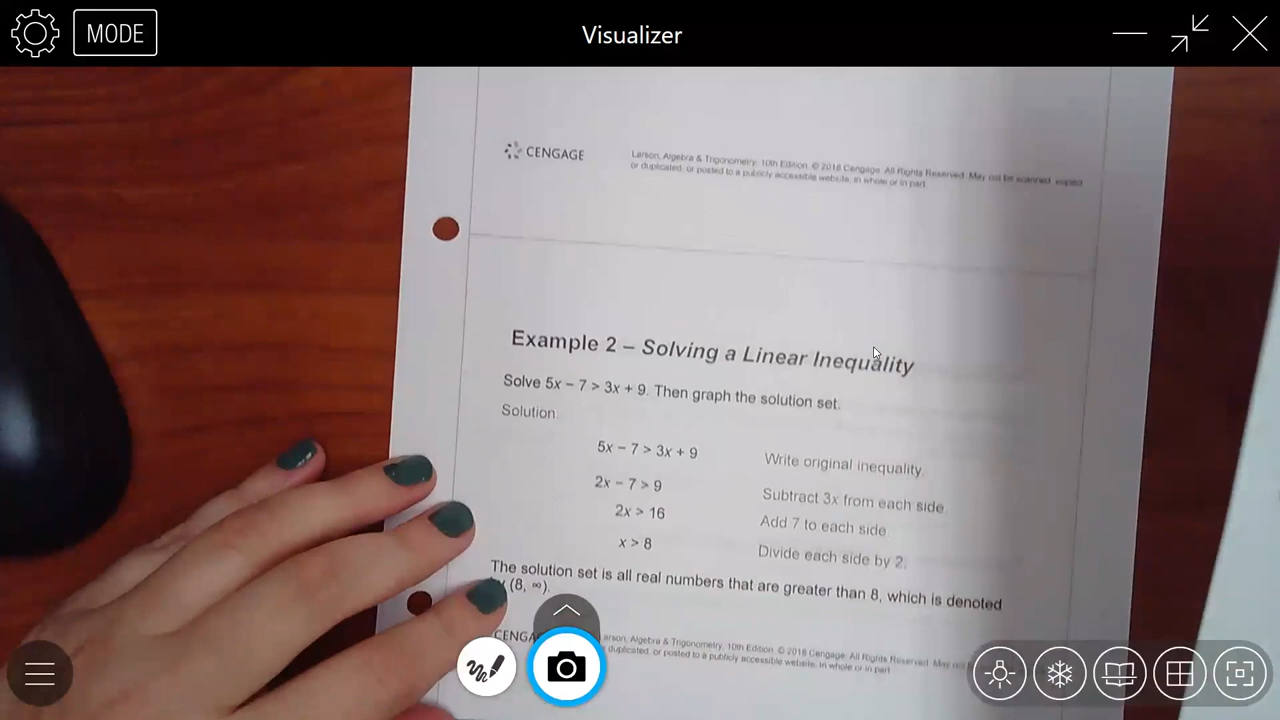 MODE
Visualizer
CENGAGE
Larson, Algebra & Trigonometry, 10th Edition. © 2018 Cengage. All Rights Reserved. May not be scanned, copied
or duplicated, or posted to a publicly accessible website, in whole or in part.
Example 2 – Solving a Linear Inequality
Solve 5x − 7 > 3x + 9. Then graph the solution set.
Solution:
5x − 7 > 3x + 9 Write original inequality.
2x − 7 > 9 Subtract 3x from each side.
2x > 16 Add 7 to each side.
x > 8 Divide each side by 2.
The solution set is all real numbers that are greater than 8, which is denoted
(8, ∞).
CENGA
arson, Algebra & Trigonometry, 10th Edition. © 2018 Cengage. All Rights Reserved. May
duplicated, or posted to a publicly accessible website, in whole or in part.